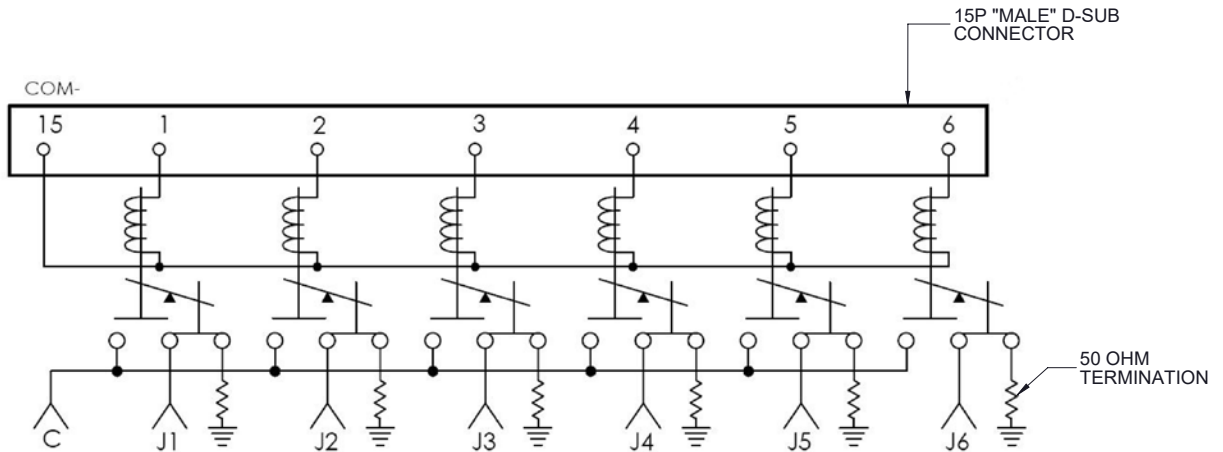 15P "MALE" D-SUB
CONNECTOR
COM-
15 1 2 3 4 5 6
50 OHM
TERMINATION
C J1 J2 J3 J4 J5 J6